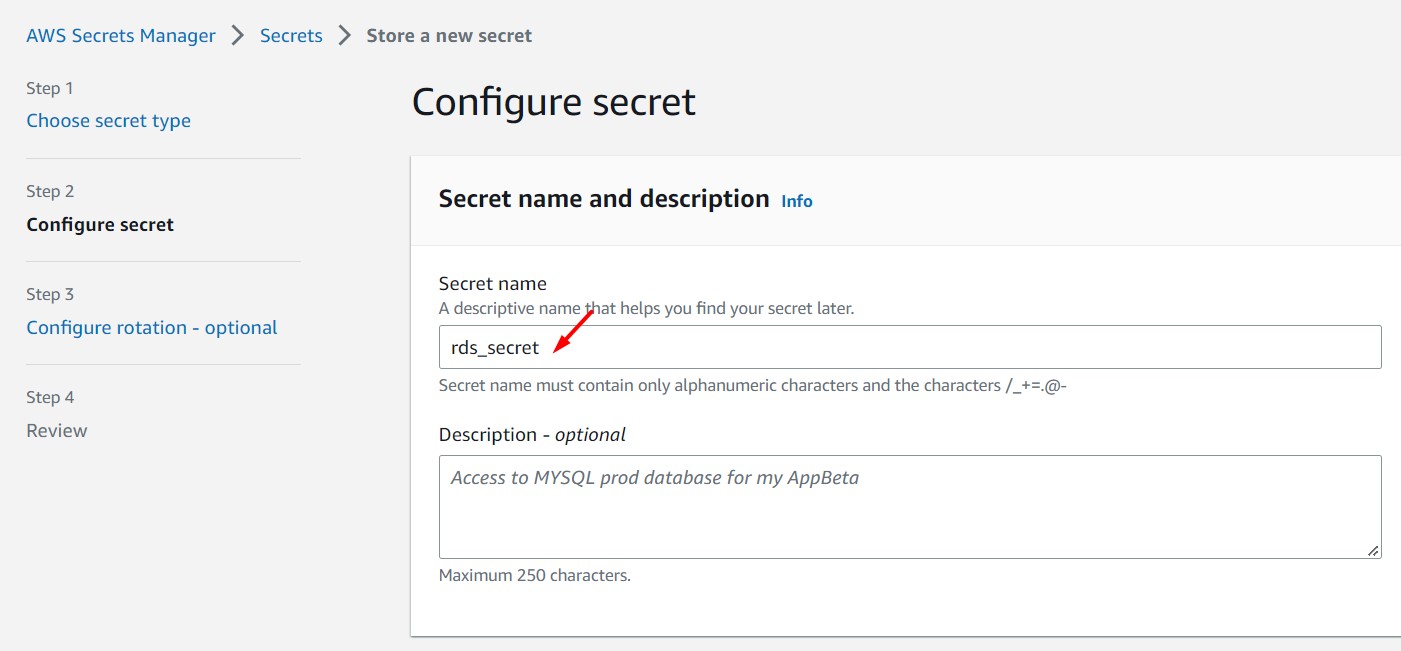 AWS Secrets Manager > Secrets > Store a new secret
Step 1
Choose secret type
Step 2
Configure secret
Step 3
Configure rotation - optional
Step 4
Review
Configure secret
Secret name and description Info
Secret name
A descriptive name that helps you find your secret later.
rds_secret
Secret name must contain only alphanumeric characters and the characters /_+=.@-
Description - optional
Access to MYSQL prod database for my AppBeta
Maximum 250 characters.